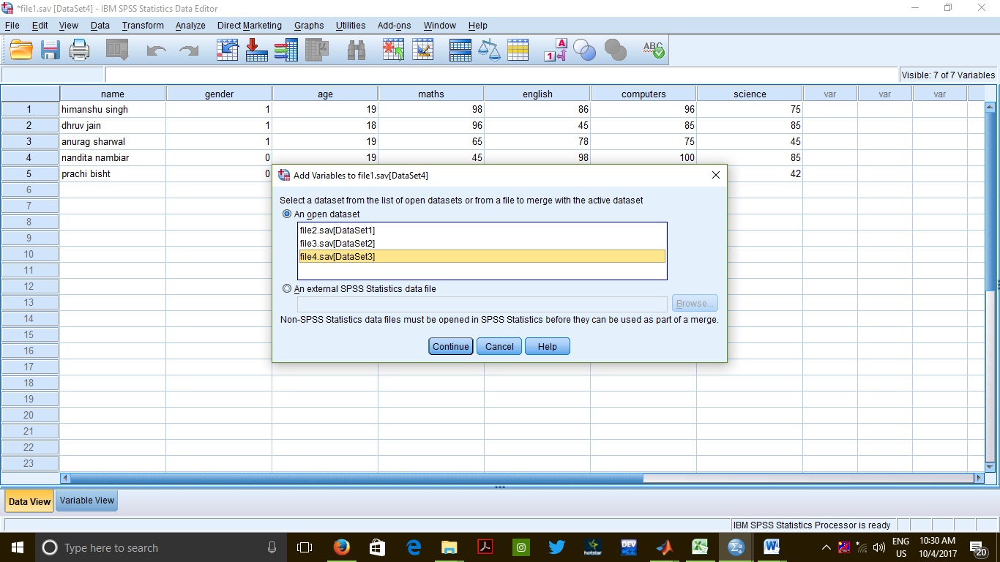 *file1.sav [DataSet4] - IBM SPSS Statistics Data Editor
File Edit View Data Transform Analyze Direct Marketing Graphs Utilities Add-ons Window Help
A
1
ABC
Visible: 7 of 7 Variables
name gender age maths english computers science var var var
1 himanshu singh 1 19 98 86 96 75
2 dhruv jain 1 18 96 45 85 85
3 anurag sharwal 1 19 65 78 75 45
4 nandita nambiar 0 19 45 98 100 85
5 prachi bisht 0 42
6
7
8
9
10
11
12
13
14
15
16
17
18
19
20
21
22
23
Add Variables to file1.sav[DataSet4]
Select a dataset from the list of open datasets or from a file to merge with the active dataset
An open dataset
file2.sav[DataSet1]
file3.sav[DataSet2]
file4.sav[DataSet3]
An external SPSS Statistics data file
Browse...
Non-SPSS Statistics data files must be opened in SPSS Statistics before they can be used as part of a merge.
Continue Cancel Help
Data View Variable View
IBM SPSS Statistics Processor is ready
Type here to search
hotstar
DEV
ENG
US
10:30 AM
10/4/2017
20